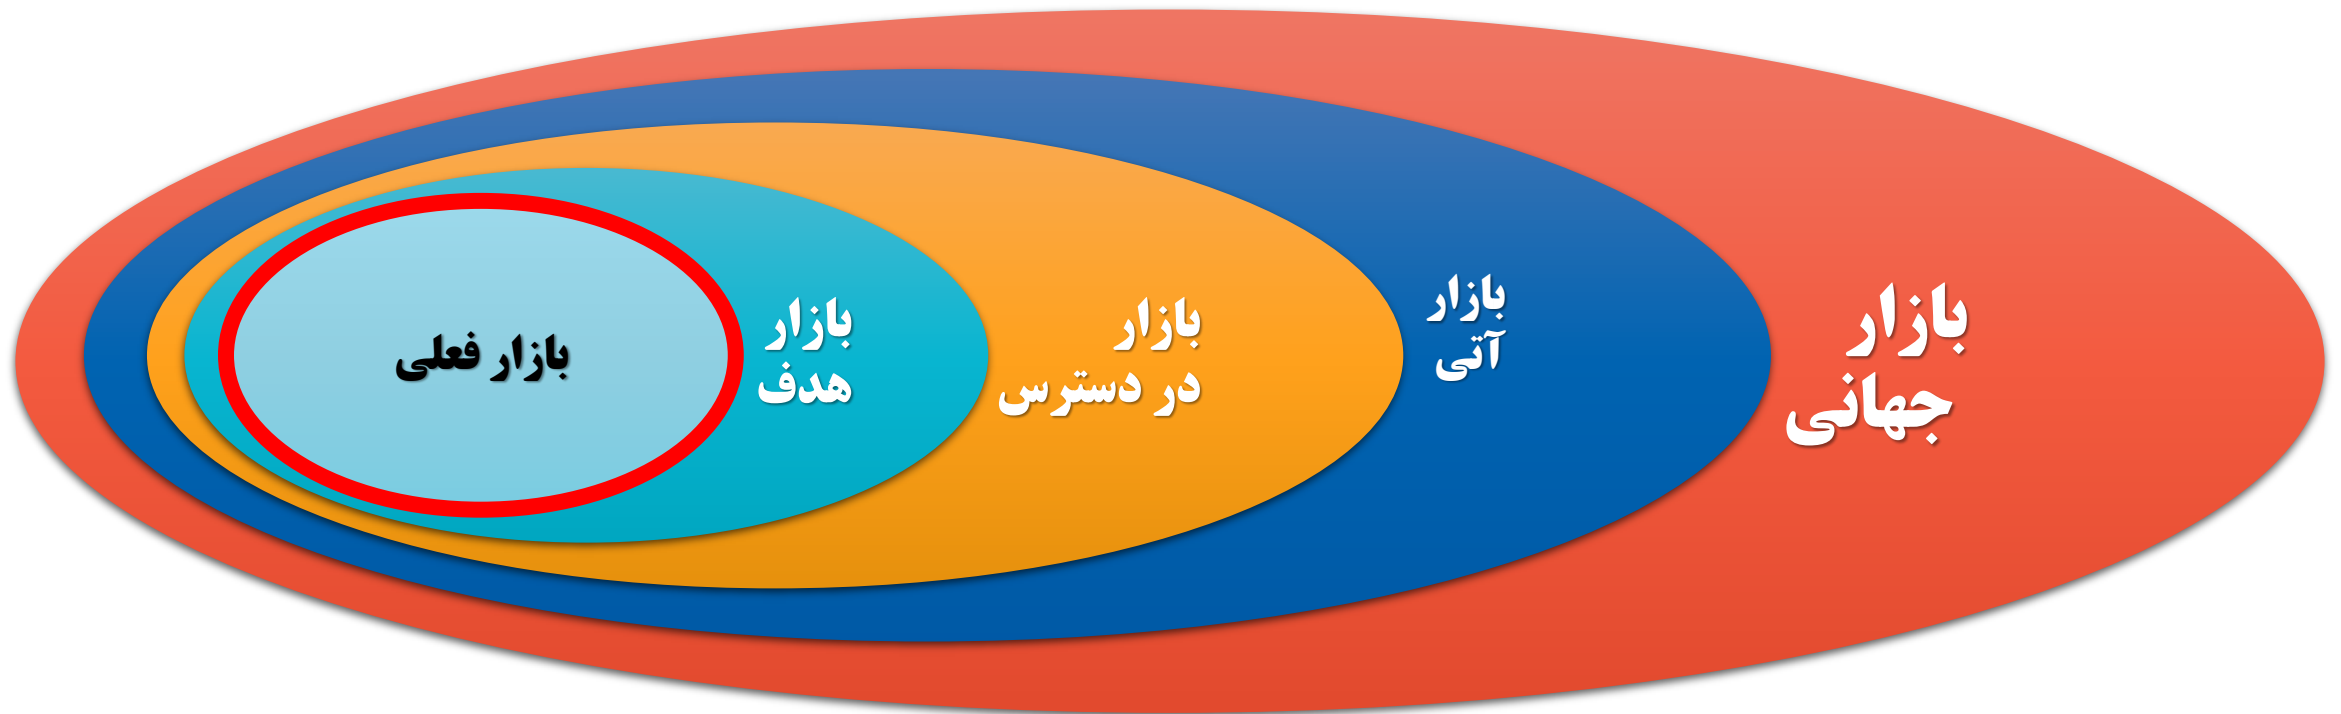 بازار
جهانی
بازار
آتی
بازار
در دسترس
بازار
هدف
بازار فعلی